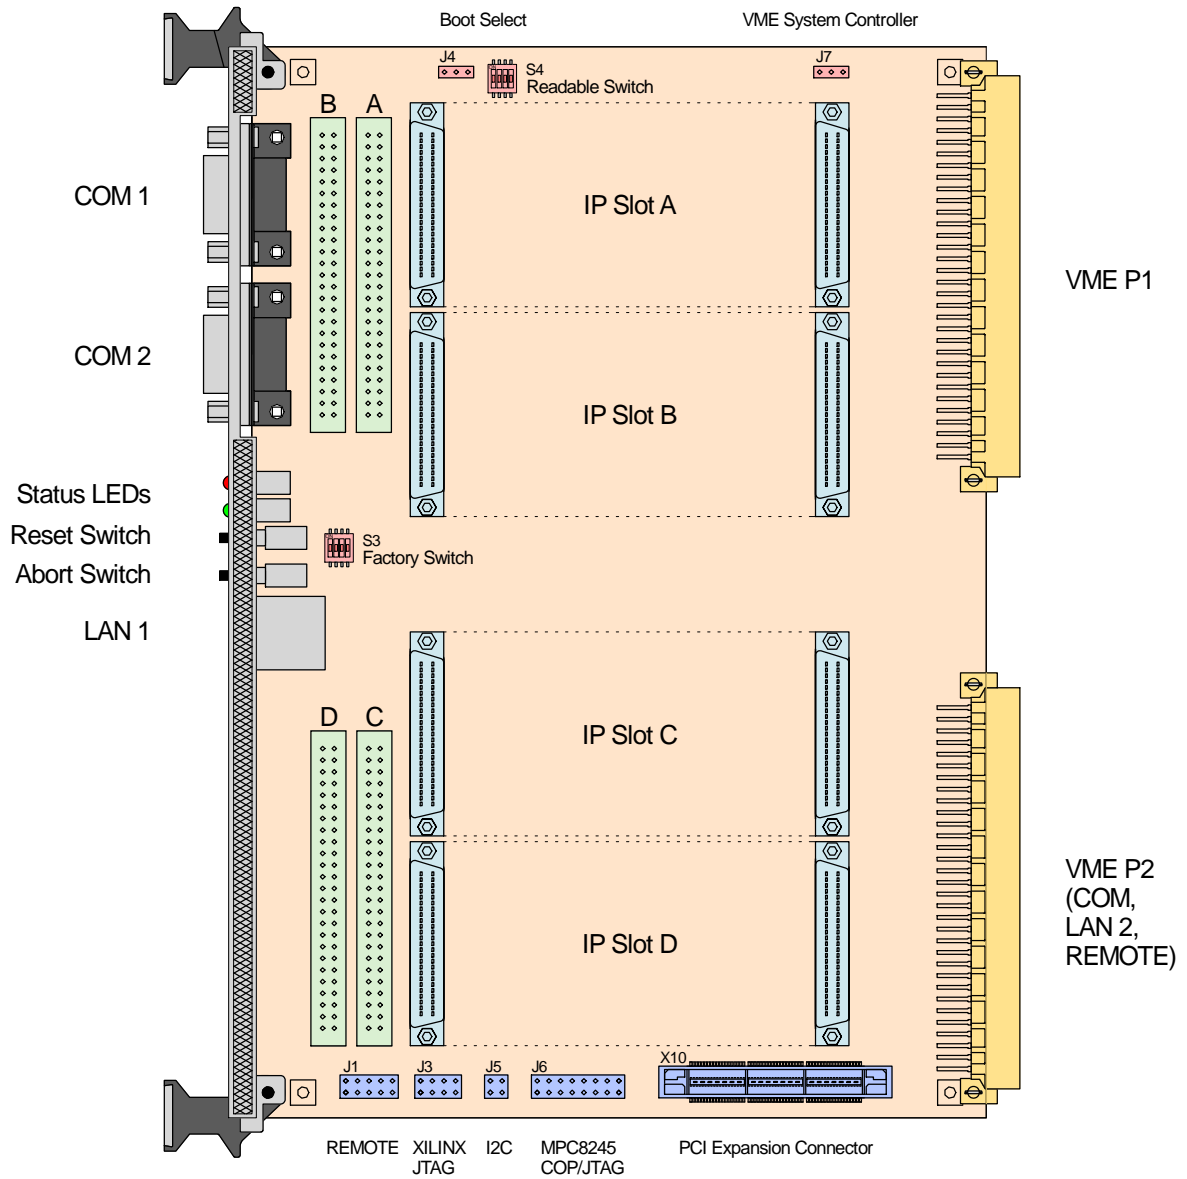 Boot Select
VME System Controller
J4
S4
Readable Switch
J7
B
A
COM 1
IP Slot A
VME P1
COM 2
IP Slot B
Status LEDs
Reset Switch
Abort Switch
S3
Factory Switch
LAN 1
D
C
IP Slot C
VME P2
(COM,
LAN 2,
REMOTE)
IP Slot D
J1
J3
J5
J6
X10
REMOTE
XILINX
JTAG
I2C
MPC8245
COP/JTAG
PCI Expansion Connector